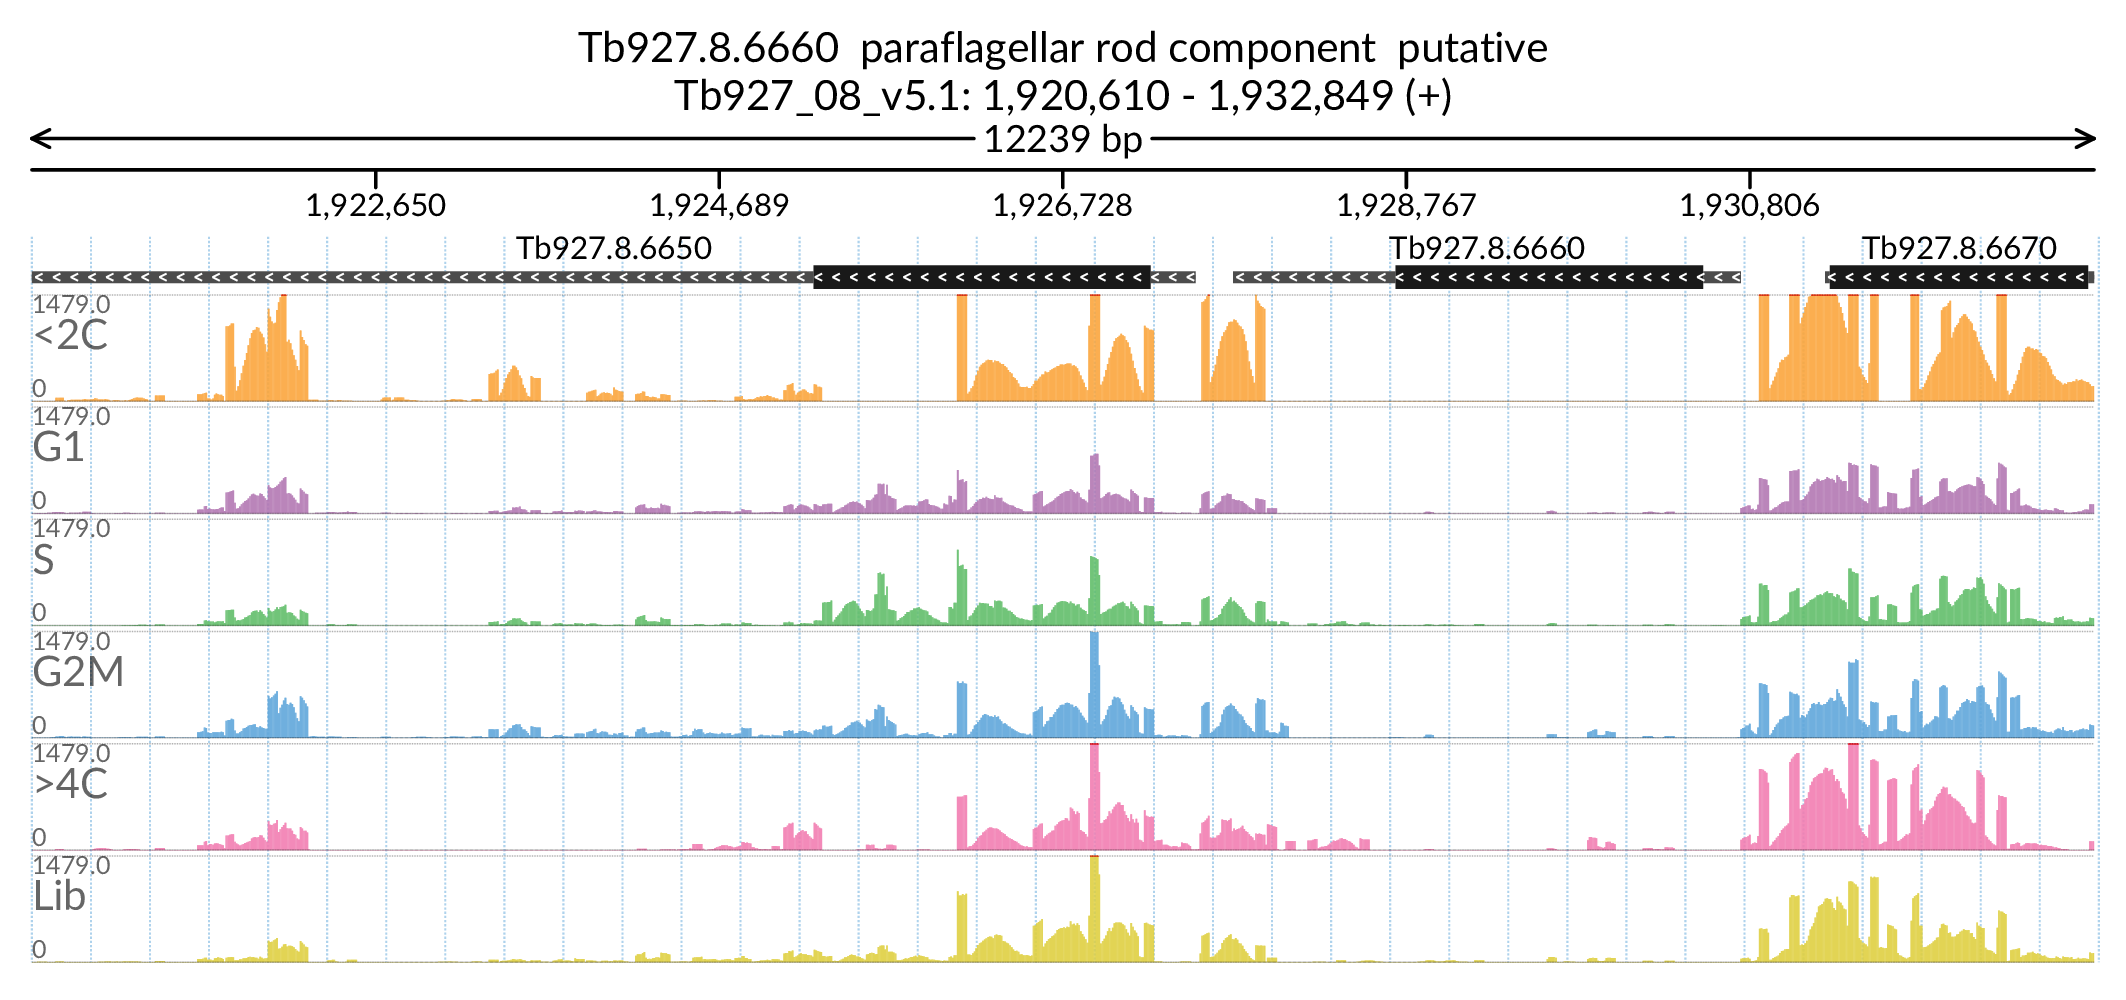 Tb927.8.6660 paraflagellar rod component putative
Tb927_08_v5.1: 1,920,610 - 1,932,849 (+)
12239 bp
1,922,650 1,924,689 1,926,728 1,928,767 1,930,806
Tb927.8.6650 Tb927.8.6660 Tb927.8.6670
1479.0
<2C
0
1479.0
G1
0
1479.0
S
0
1479.0
G2M
0
1479.0
>4C
0
1479.0
Lib
0